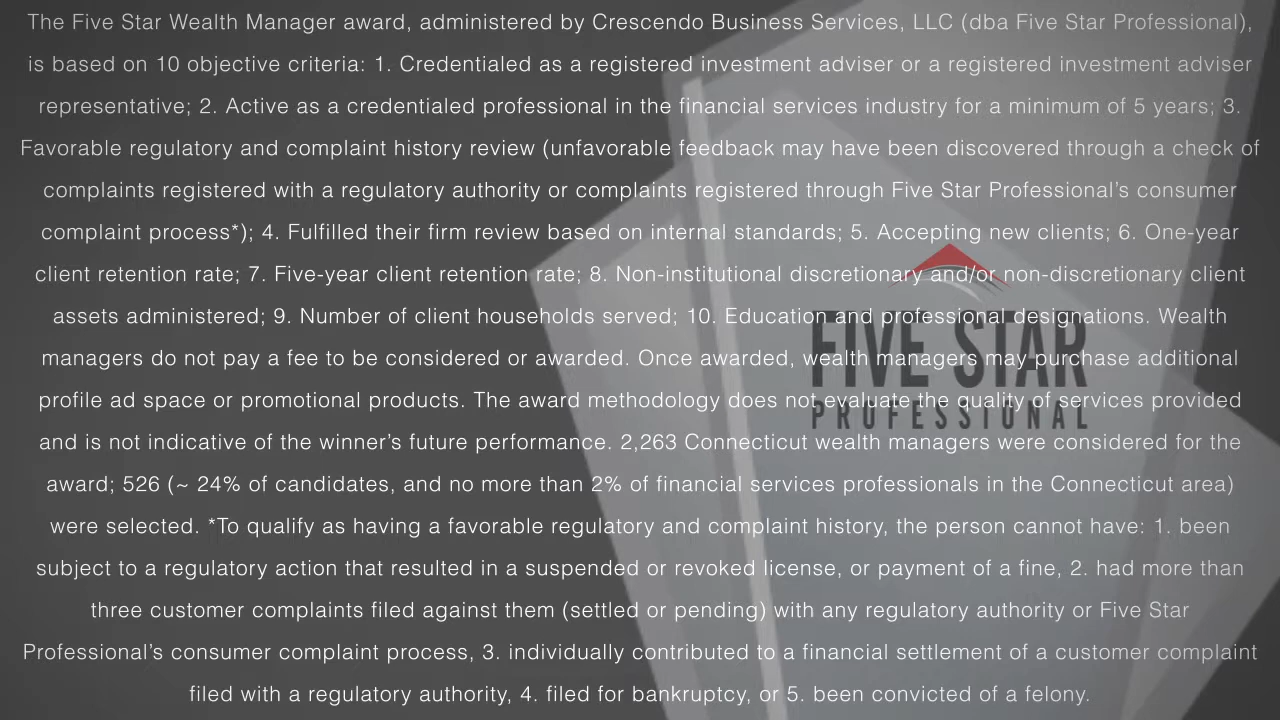 The Five Star Wealth Manager award, administered by Crescendo Business Services, LLC (dba Five Star Professional),
is based on 10 objective criteria: 1. Credentialed as a registered investment adviser or a registered investment adviser
representative; 2. Active as a credentialed professional in the financial services industry for a minimum of 5 years; 3.
Favorable regulatory and complaint history review (unfavorable feedback may have been discovered through a check of
complaints registered with a regulatory authority or complaints registered through Five Star Professional’s consumer
complaint process*); 4. Fulfilled their firm review based on internal standards; 5. Accepting new clients; 6. One-year
client retention rate; 7. Five-year client retention rate; 8. Non-institutional discretionary and/or non-discretionary client
assets administered; 9. Number of client households served; 10. Education and professional designations. Wealth
managers do not pay a fee to be considered or awarded. Once awarded, wealth managers may purchase additional
profile ad space or promotional products. The award methodology does not evaluate the quality of services provided
and is not indicative of the winner’s future performance. 2,263 Connecticut wealth managers were considered for the
award; 526 (~ 24% of candidates, and no more than 2% of financial services professionals in the Connecticut area)
were selected. *To qualify as having a favorable regulatory and complaint history, the person cannot have: 1. been
subject to a regulatory action that resulted in a suspended or revoked license, or payment of a fine, 2. had more than
three customer complaints filed against them (settled or pending) with any regulatory authority or Five Star
Professional’s consumer complaint process, 3. individually contributed to a financial settlement of a customer complaint
filed with a regulatory authority, 4. filed for bankruptcy, or 5. been convicted of a felony.
FIVE STAR
PROFESSIONAL